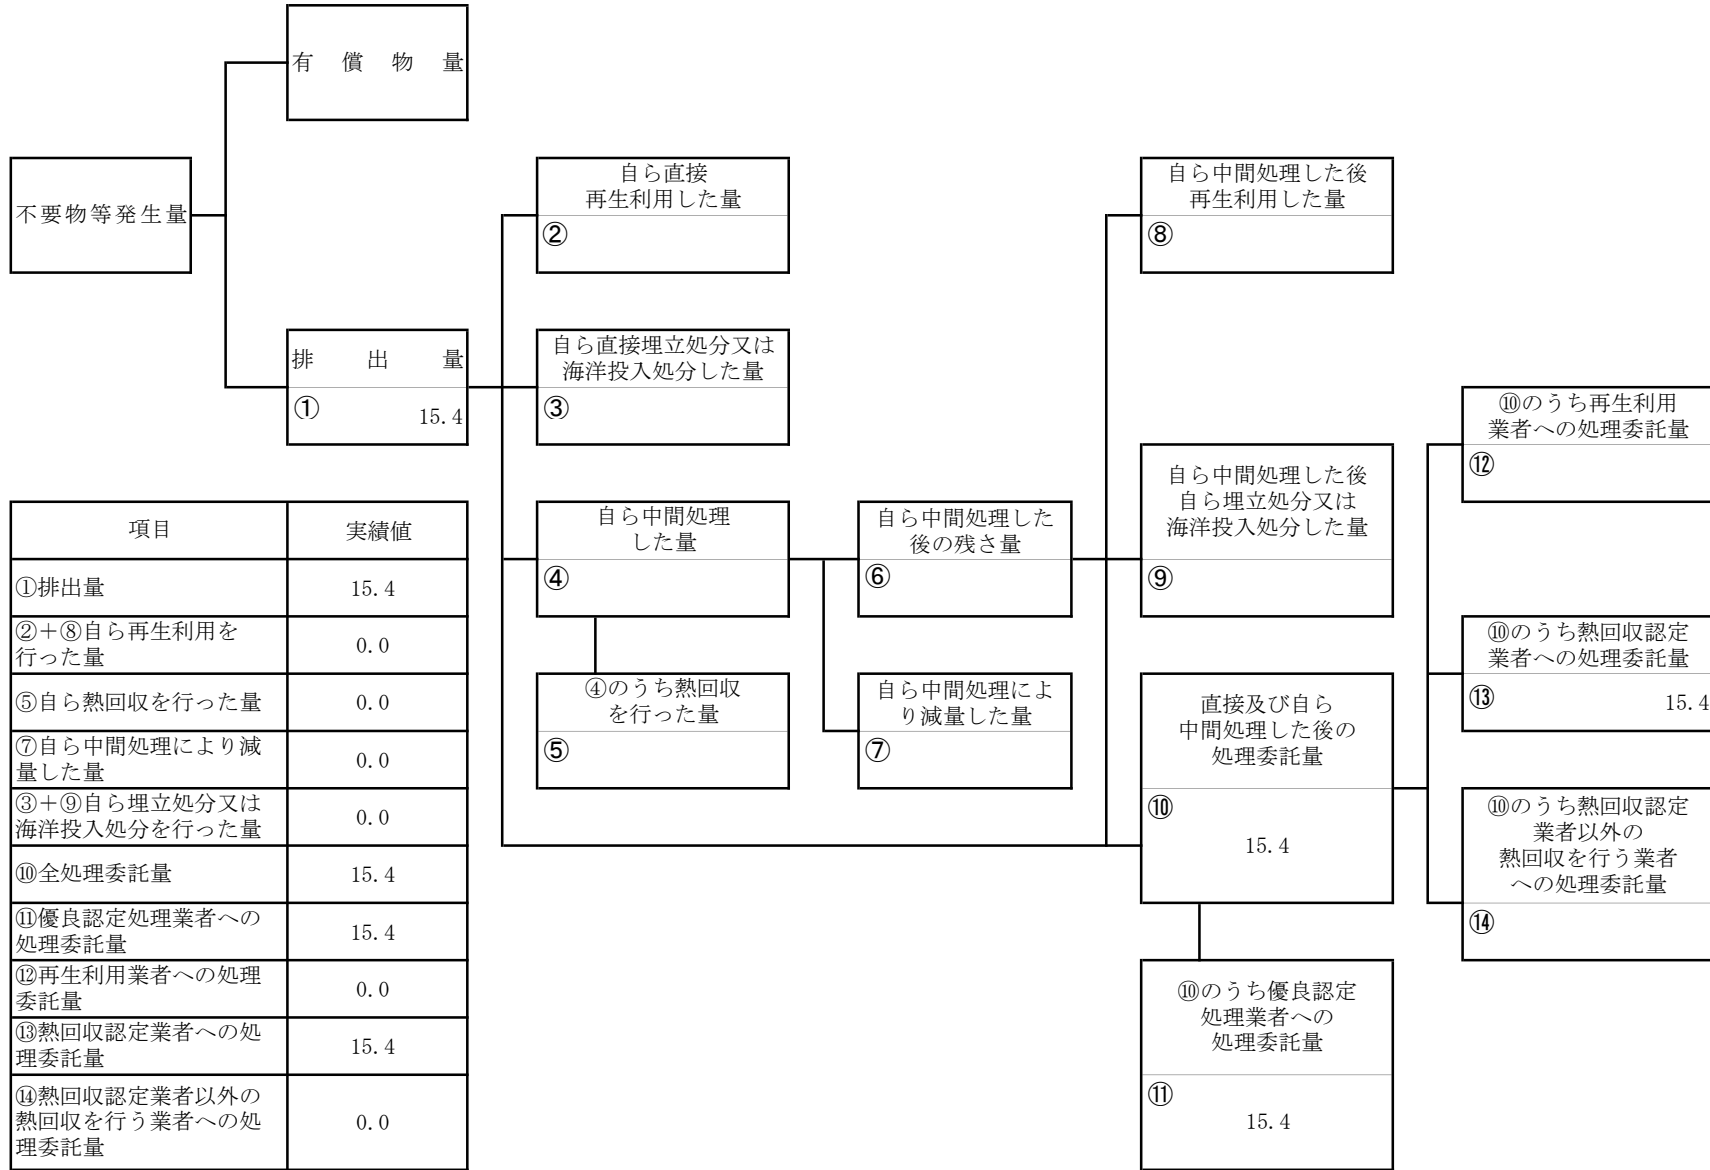 有償物量
不要物等発生量
排出量
①
15.4
自ら直接
再生利用した量
②
自ら直接埋立処分又は
海洋投入処分した量
③
自ら中間処理
した量
④
④のうち熱回収
を行った量
⑤
自ら中間処理した
後の残さ量
⑥
自ら中間処理によ
り減量した量
⑦
自ら中間処理した後
再生利用した量
⑧
自ら中間処理した後
自ら埋立処分又は
海洋投入処分した量
⑨
直接及び自ら
中間処理した後の
処理委託量
⑩
15.4
⑩のうち優良認定
処理業者への
処理委託量
⑪
15.4
⑩のうち再生利用
業者への処理委託量
⑫
⑩のうち熱回収認定
業者への処理委託量
⑬
15.4
⑩のうち熱回収認定
業者以外の
熱回収を行う業者
への処理委託量
⑭
項目 実績値
①排出量 15.4
②＋⑧自ら再生利用を
行った量 0.0
⑤自ら熱回収を行った量 0.0
⑦自ら中間処理により減
量した量 0.0
③＋⑨自ら埋立処分又は
海洋投入処分を行った量 0.0
⑩全処理委託量 15.4
⑪優良認定処理業者への
処理委託量 15.4
⑫再生利用業者への処理
委託量 0.0
⑬熱回収認定業者への処
理委託量 15.4
⑭熱回収認定業者以外の
熱回収を行う業者への処
理委託量 0.0